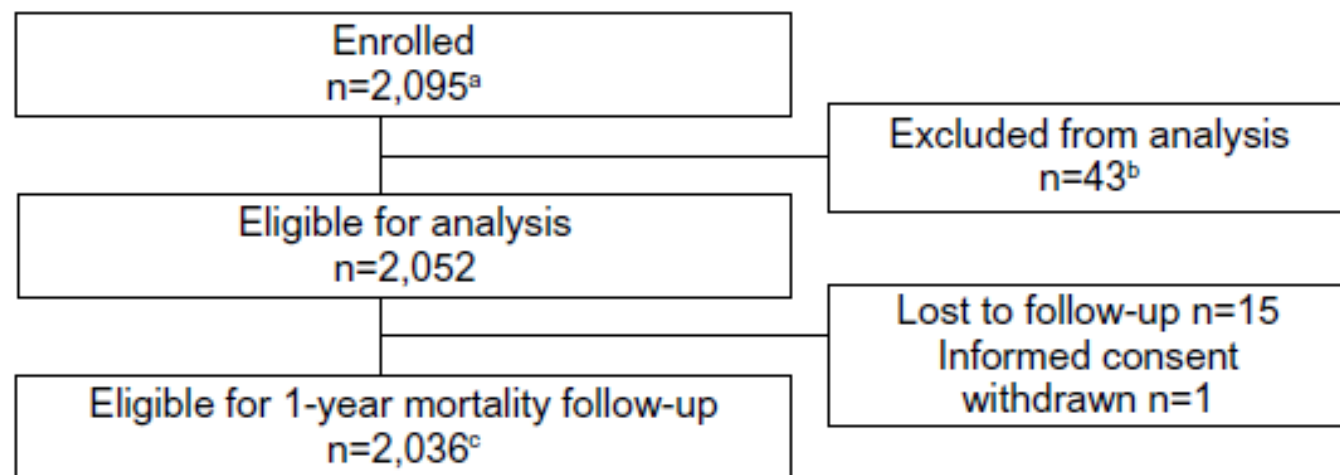 Enrolled
n=2,095ᵃ
Excluded from analysis
n=43ᵇ
Eligible for analysis
n=2,052
Lost to follow-up n=15
Informed consent
withdrawn n=1
Eligible for 1-year mortality follow-up
n=2,036ᶜ